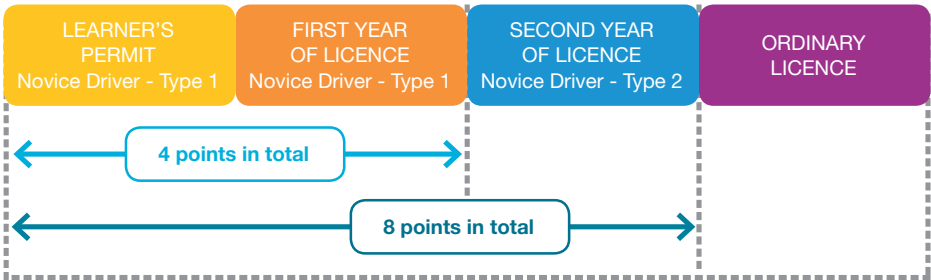 LEARNER'S
PERMIT
Novice Driver - Type 1
FIRST YEAR
OF LICENCE
Novice Driver - Type 1
SECOND YEAR
OF LICENCE
Novice Driver - Type 2
ORDINARY
LICENCE
4 points in total
8 points in total